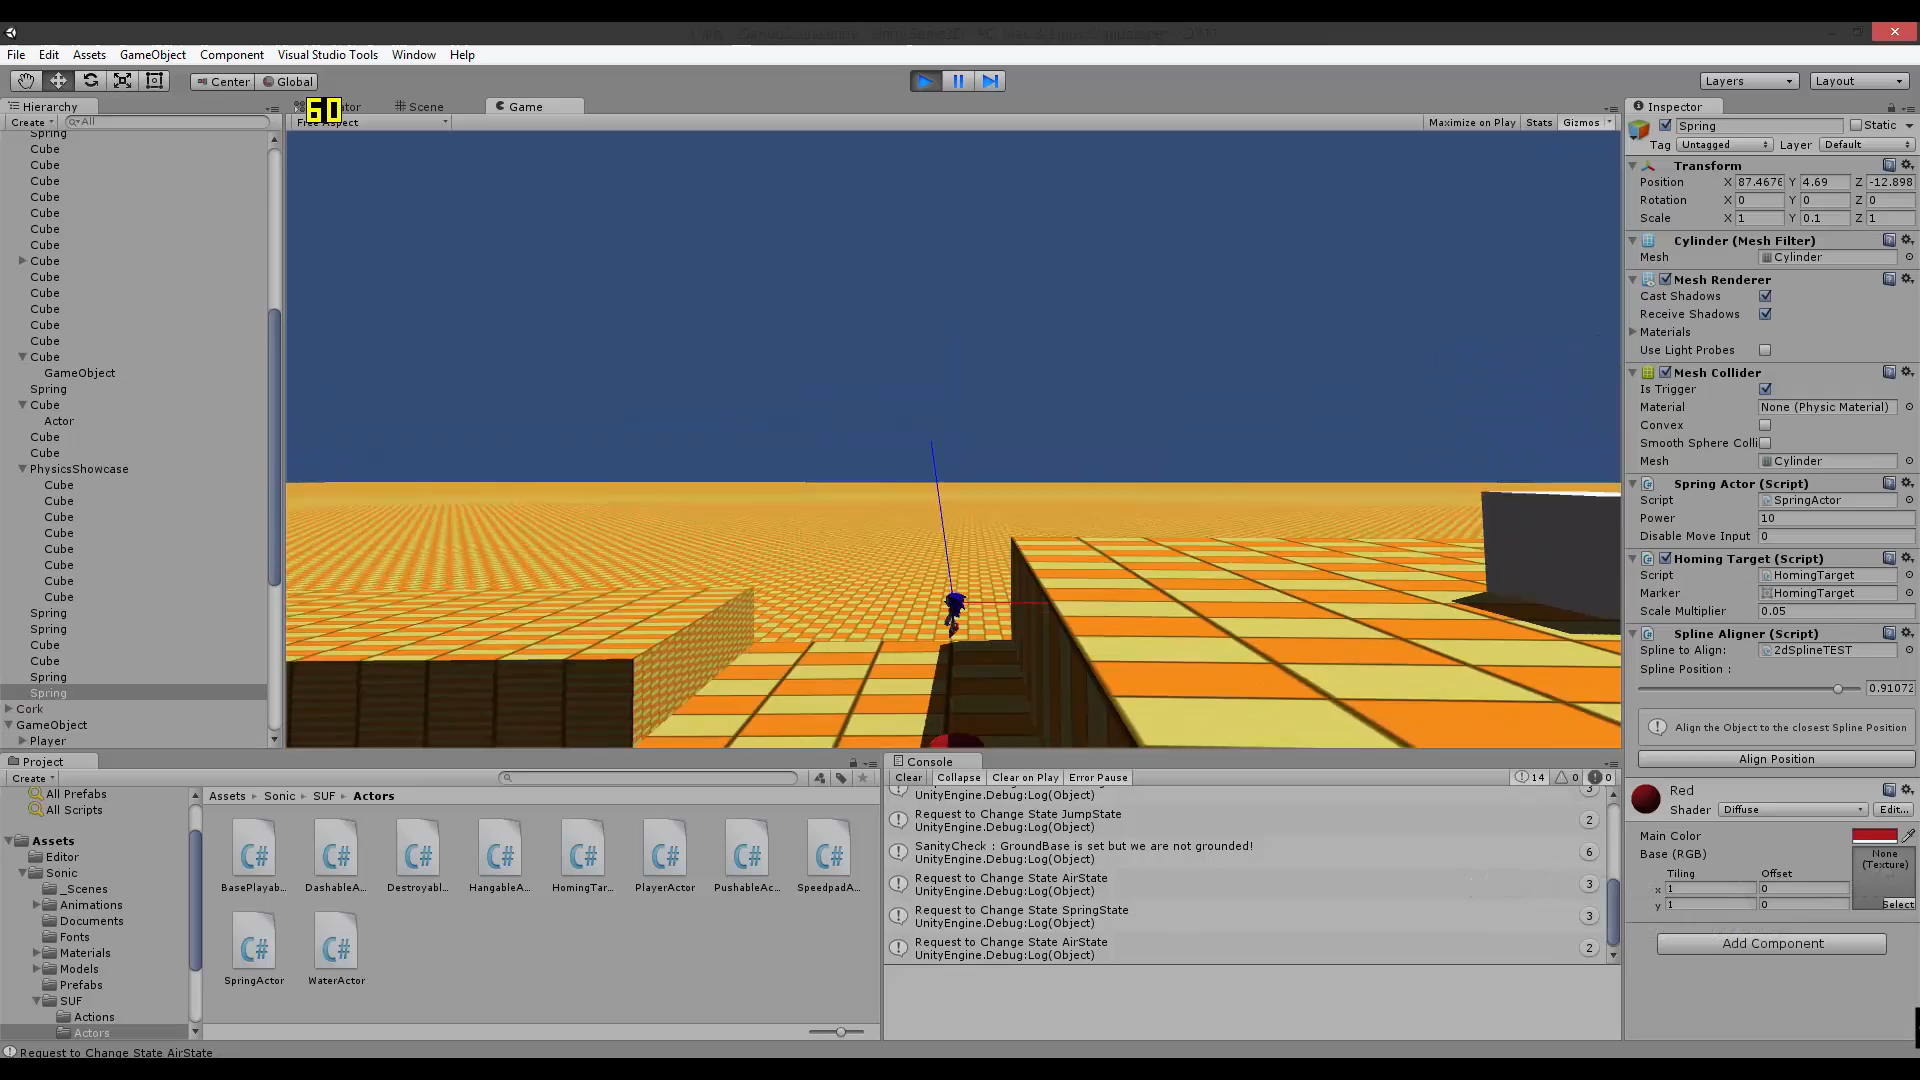 File Edit Assets GameObject Component Visual Studio Tools Window Help
Center Global
Layers Layout
Hierarchy
Create All
Spring
Cube
Cube
Cube
Cube
Cube
Cube
Cube
Cube
Cube
Cube
Cube
Cube
Cube
Cube
GameObject
Spring
Cube
Actor
Cube
Cube
PhysicsShowcase
Cube
Cube
Cube
Cube
Cube
Cube
Cube
Cube
Spring
Spring
Cube
Cube
Spring
Spring
Cork
GameObject
Player
60
Scene Game
Free Aspect
Maximize on Play Stats Gizmos
Inspector
Spring Static
Tag Untagged Layer Default
Transform
Position X 87.4676 Y 4.69 Z -12.898
Rotation X 0 Y 0 Z 0
Scale X 1 Y 0.1 Z 1
Cylinder (Mesh Filter)
Mesh Cylinder
Mesh Renderer
Cast Shadows
Receive Shadows
Materials
Use Light Probes
Mesh Collider
Is Trigger
Material None (Physic Material)
Convex
Smooth Sphere Colli
Mesh Cylinder
Spring Actor (Script)
Script SpringActor
Power 10
Disable Move Input 0
Homing Target (Script)
Script HomingTarget
Marker HomingTarget
Scale Multiplier 0.05
Spline Aligner (Script)
Spline to Align: 2dSplineTEST
Spline Position :
0.91072
Align the Object to the closest Spline Position
Align Position
Red
Shader Diffuse Edit...
Main Color
Base (RGB)
None
(Texture)
Tiling Offset
x 1 0
y 1 0
Select
Add Component
Project
Create
All Prefabs
All Scripts
Assets
Editor
Sonic
_Scenes
Animations
Documents
Fonts
Materials
Models
Prefabs
SUF
Actions
Actors
Assets Sonic SUF Actors
C# C# C# C# C# C# C# C#
BasePlayab... DashableA... Destroyabl... HangableA... HomingTar... PlayerActor PushableAc... SpeedpadA...
C# C#
SpringActor WaterActor
Console
Clear Collapse Clear on Play Error Pause 14 0 0
UnityEngine.Debug:Log(Object) 3
Request to Change State JumpState
UnityEngine.Debug:Log(Object) 2
SanityCheck : GroundBase is set but we are not grounded!
UnityEngine.Debug:Log(Object) 6
Request to Change State AirState
UnityEngine.Debug:Log(Object) 3
Request to Change State SpringState
UnityEngine.Debug:Log(Object) 3
Request to Change State AirState
UnityEngine.Debug:Log(Object) 2
Request to Change State AirState